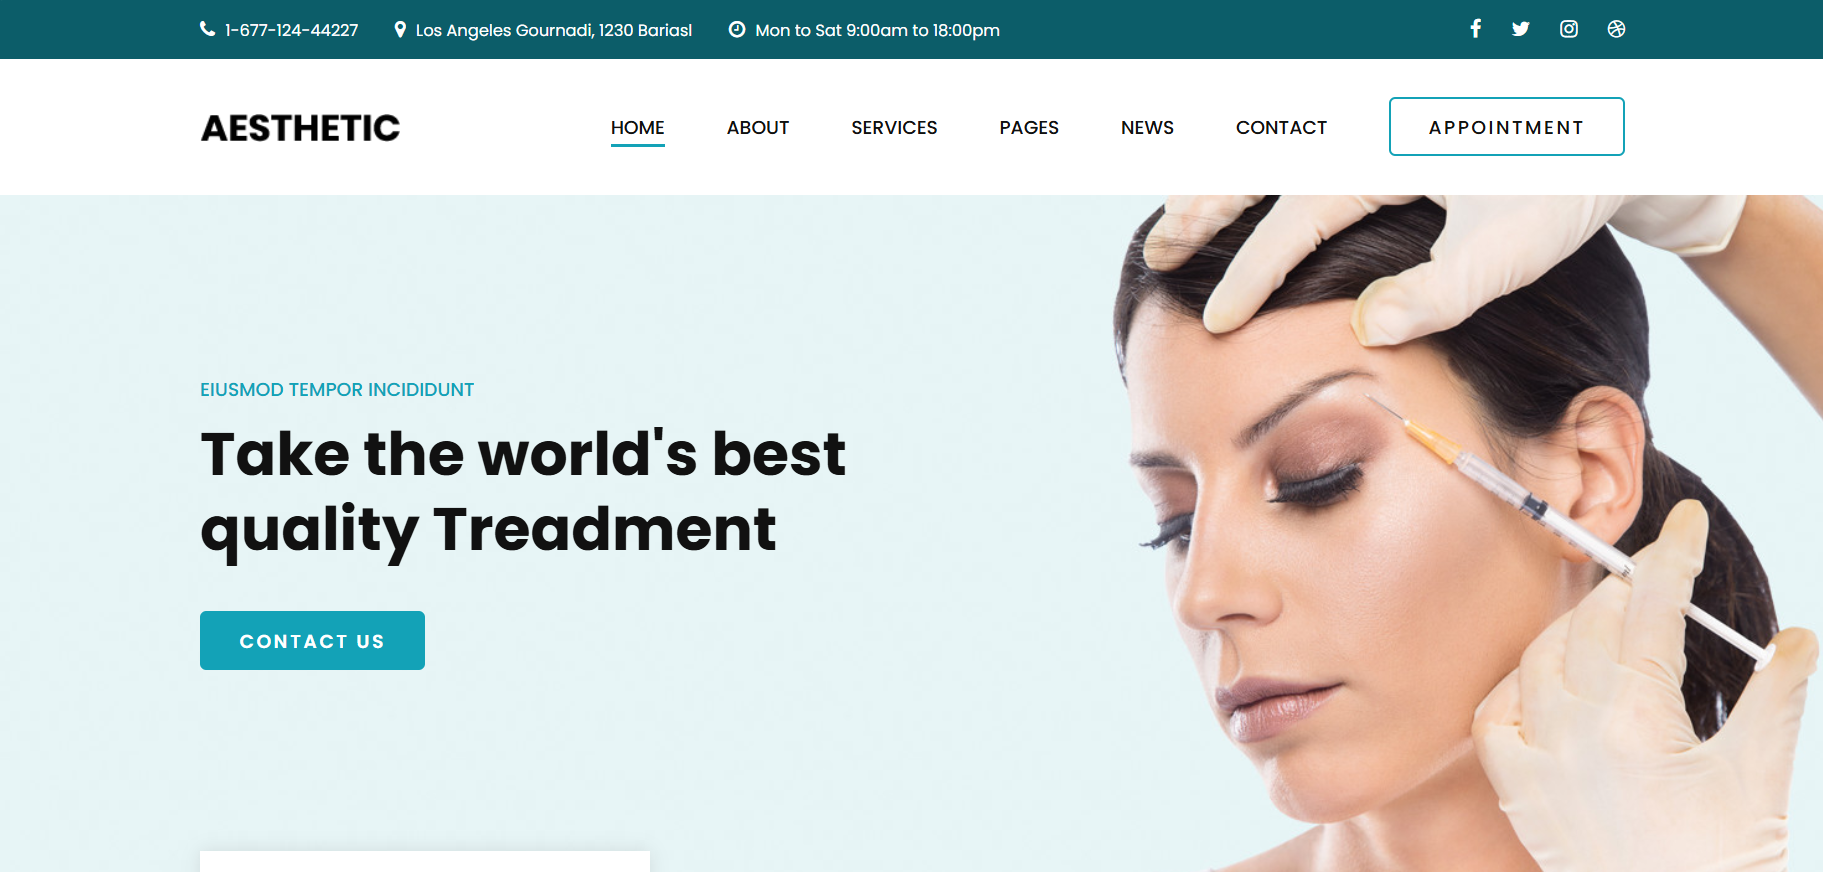 1-677-124-44227
Los Angeles Gournadi, 1230 Bariasl
Mon to Sat 9:00am to 18:00pm
AESTHETIC
HOME
ABOUT
SERVICES
PAGES
NEWS
CONTACT
APPOINTMENT
EIUSMOD TEMPOR INCIDIDUNT
Take the world's best
quality Treadment
CONTACT US